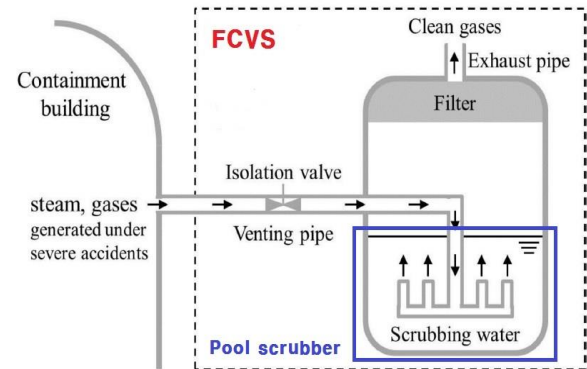 FCVS
Clean gases
Exhaust pipe
Containment
building
Filter
Isolation valve
steam, gases
generated under
severe accidents
Venting pipe
Scrubbing water
Pool scrubber